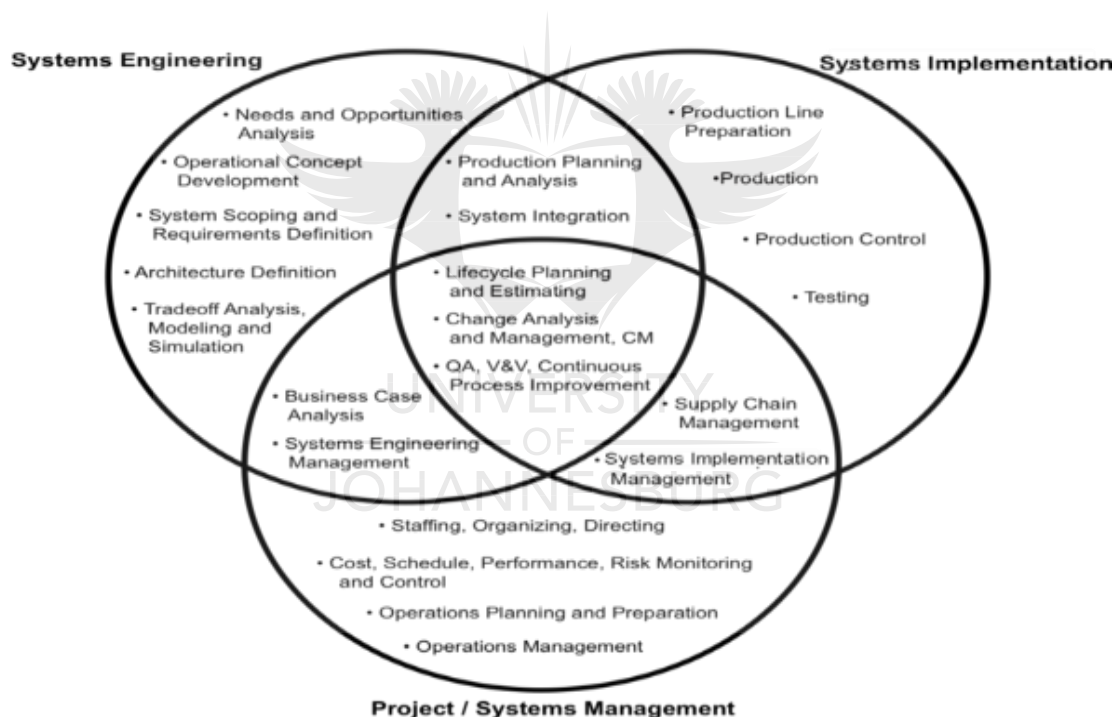 Systems Engineering
Systems Implementation
• Needs and Opportunities
Analysis
• Operational Concept
Development
• System Scoping and
Requirements Definition
• Architecture Definition
• Tradeoff Analysis,
Modeling and
Simulation
• Production Planning
and Analysis
• System Integration
• Production Line
Preparation
•Production
• Production Control
• Testing
• Lifecycle Planning
and Estimating
• Change Analysis
and Management, CM
• QA, V&V, Continuous
Process Improvement
• Business Case
Analysis
• Systems Engineering
Management
• Supply Chain
Management
• Systems Implementation
Management
UNIVERSITY
OF
JOHANNESBURG
• Staffing, Organizing, Directing
• Cost, Schedule, Performance, Risk Monitoring
and Control
• Operations Planning and Preparation
• Operations Management
Project / Systems Management